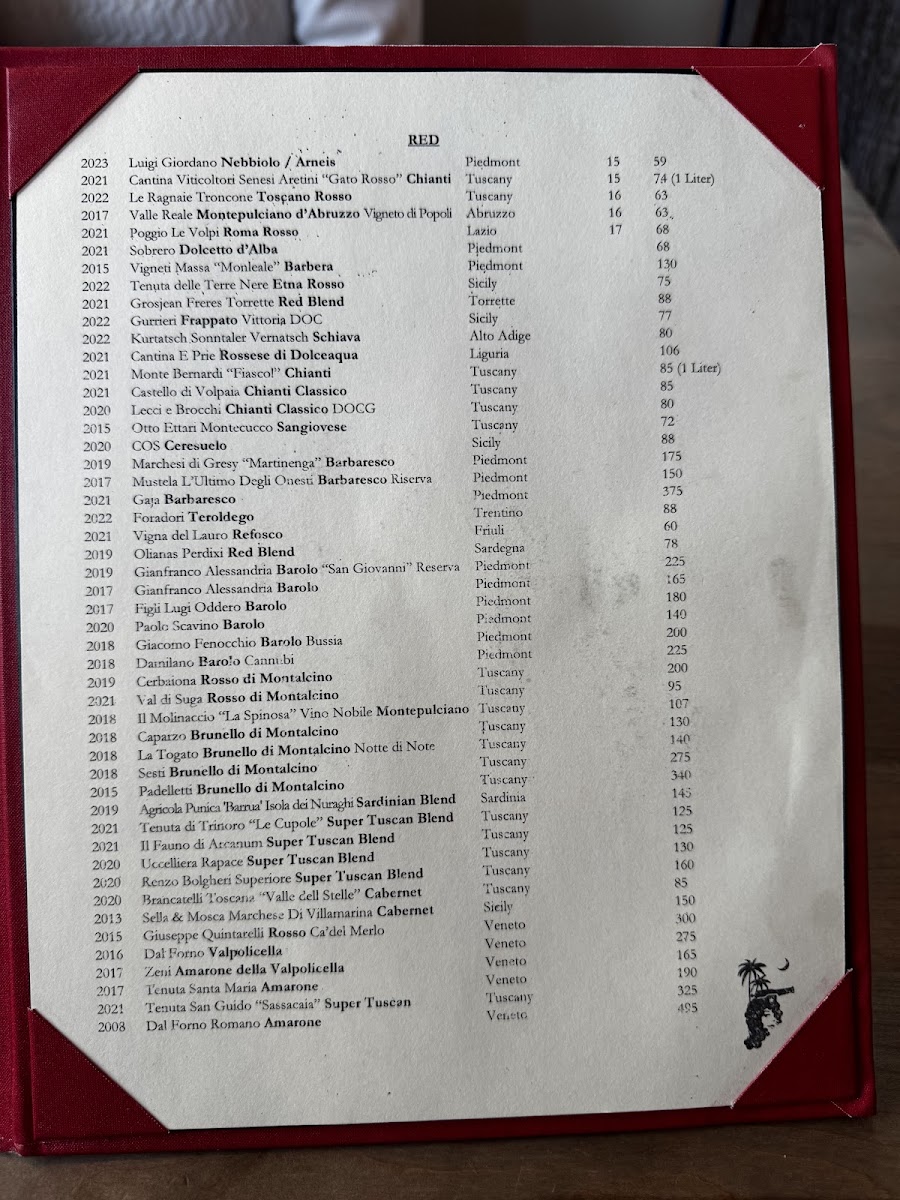 RED
2023 Luigi Giordano Nebbiolo / Arneis Piedmont 15 59
2021 Cantina Viticoltori Senesi Aretini “Gato Rosso” Chianti Tuscany 15 74 (1 Liter)
2022 Le Ragnaie Troncone Toscano Rosso Tuscany 16 63
2017 Valle Reale Montepulciano d’Abruzzo Vigneto di Popoli Abruzzo 16 63
2021 Poggio Le Volpi Roma Rosso Lazio 17 68
2021 Sobrero Dolcetto d’Alba Piedmont 68
2015 Vigneti Massa “Monleale” Barbera Piedmont 130
2022 Tenuta delle Terre Nere Etna Rosso Sicily 75
2021 Grosjean Freres Torrette Red Blend Torrette 88
2022 Gurrieri Frappato Vittoria DOC Sicily 77
2022 Kurtatsch Sonntaler Vernatsch Schiava Alto Adige 80
2021 Cantina E Prie Rossese di Dolceaqua Liguria 106
2021 Monte Bernardi “Fiasco!” Chianti Tuscany 85 (1 Liter)
2021 Castello di Volpaia Chianti Classico Tuscany 85
2020 Lecci e Brocchi Chianti Classico DOCG Tuscany 80
2015 Otto Ettari Montecucco Sangiovese Tuscany 72
2020 COS Ceresuelo Sicily 88
2019 Marchesi di Gresy “Martinenga” Barbaresco Piedmont 175
2017 Mustela L’Ultimo Degli Onesti Barbaresco Riserva Piedmont 150
2021 Gaja Barbaresco Piedmont 375
2022 Foradori Teroldego Trentino 88
2021 Vigna del Lauro Refosco Friuli 60
2019 Olianas Perdixi Red Blend Sardegna 78
2019 Gianfranco Alessandria Barolo “San Giovanni” Reserva Piedmont 225
2017 Gianfranco Alessandria Barolo Piedmont 165
2017 Figli Lugi Oddero Barolo Piedmont 180
2020 Paolo Scavino Barolo Piedmont 140
2018 Giacomo Fenocchio Barolo Bussia Piedmont 200
2018 Damilano Barolo Cannubi Piedmont 225
2019 Cerbaiona Rosso di Montalcino Tuscany 200
2021 Val di Suga Rosso di Montalcino Tuscany 95
2018 Il Molinaccio “La Spinosa” Vino Nobile Montepulciano Tuscany 107
2018 Caparzo Brunello di Montalcino Tuscany 130
2018 La Togato Brunello di Montalcino Notte di Note Tuscany 140
2018 Sesti Brunello di Montalcino Tuscany 275
2015 Padelletti Brunello di Montalcino Tuscany 340
2019 Agricola Punica 'Barrua' Isola dei Nuraghi Sardinian Blend Sardinia 145
2021 Tenuta di Trinoro “Le Cupole” Super Tuscan Blend Tuscany 125
2021 Il Fauno di Arcanum Super Tuscan Blend Tuscany 125
2020 Uccelliera Rapace Super Tuscan Blend Tuscany 130
2020 Renzo Bolgheri Superiore Super Tuscan Blend Tuscany 160
2020 Brancatelli Toscana “Valle dell Stelle” Cabernet Tuscany 85
2013 Sella & Mosca Marchese Di Villamarina Cabernet Sicily 150
2015 Giuseppe Quintarelli Rosso Ca’del Merlo Veneto 300
2016 Dal Forno Valpolicella Veneto 275
2017 Zeni Amarone della Valpolicella Veneto 165
2017 Tenuta Santa Maria Amarone Veneto 190
2021 Tenuta San Guido “Sassacaia” Super Tuscan Tuscany 325
2008 Dal Forno Romano Amarone Veneto 495